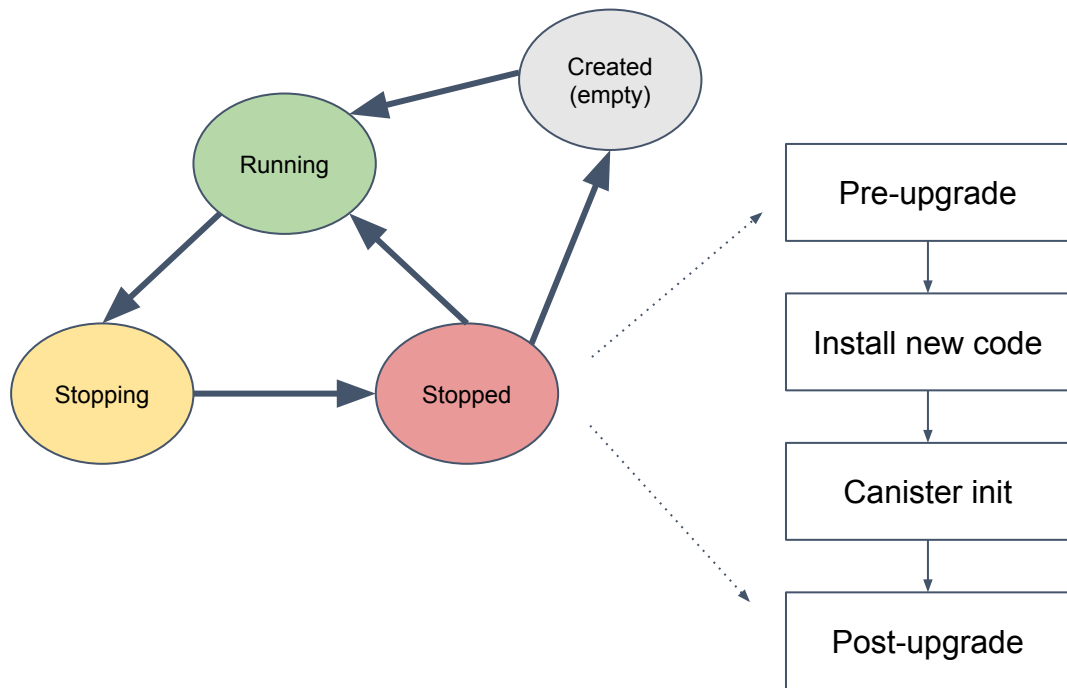 Created
(empty)
Running
Stopping
Stopped
Pre-upgrade
Install new code
Canister init
Post-upgrade